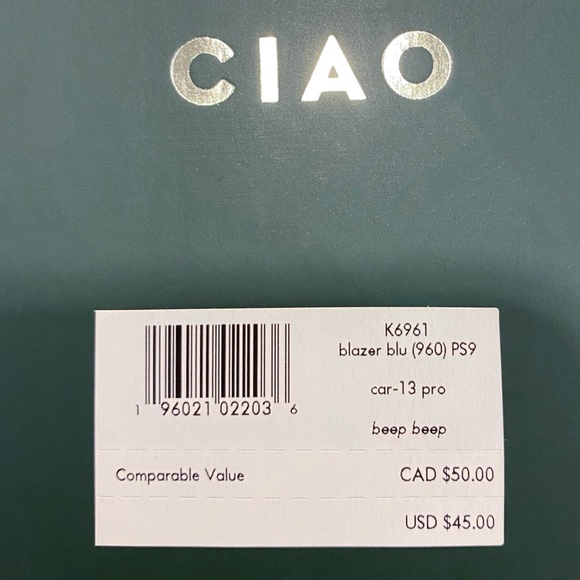 CIAO
K6961
blazer blu (960) PS9
car-13 pro
beep beep
1 96021 02203 6
Comparable Value CAD $50.00
USD $45.00